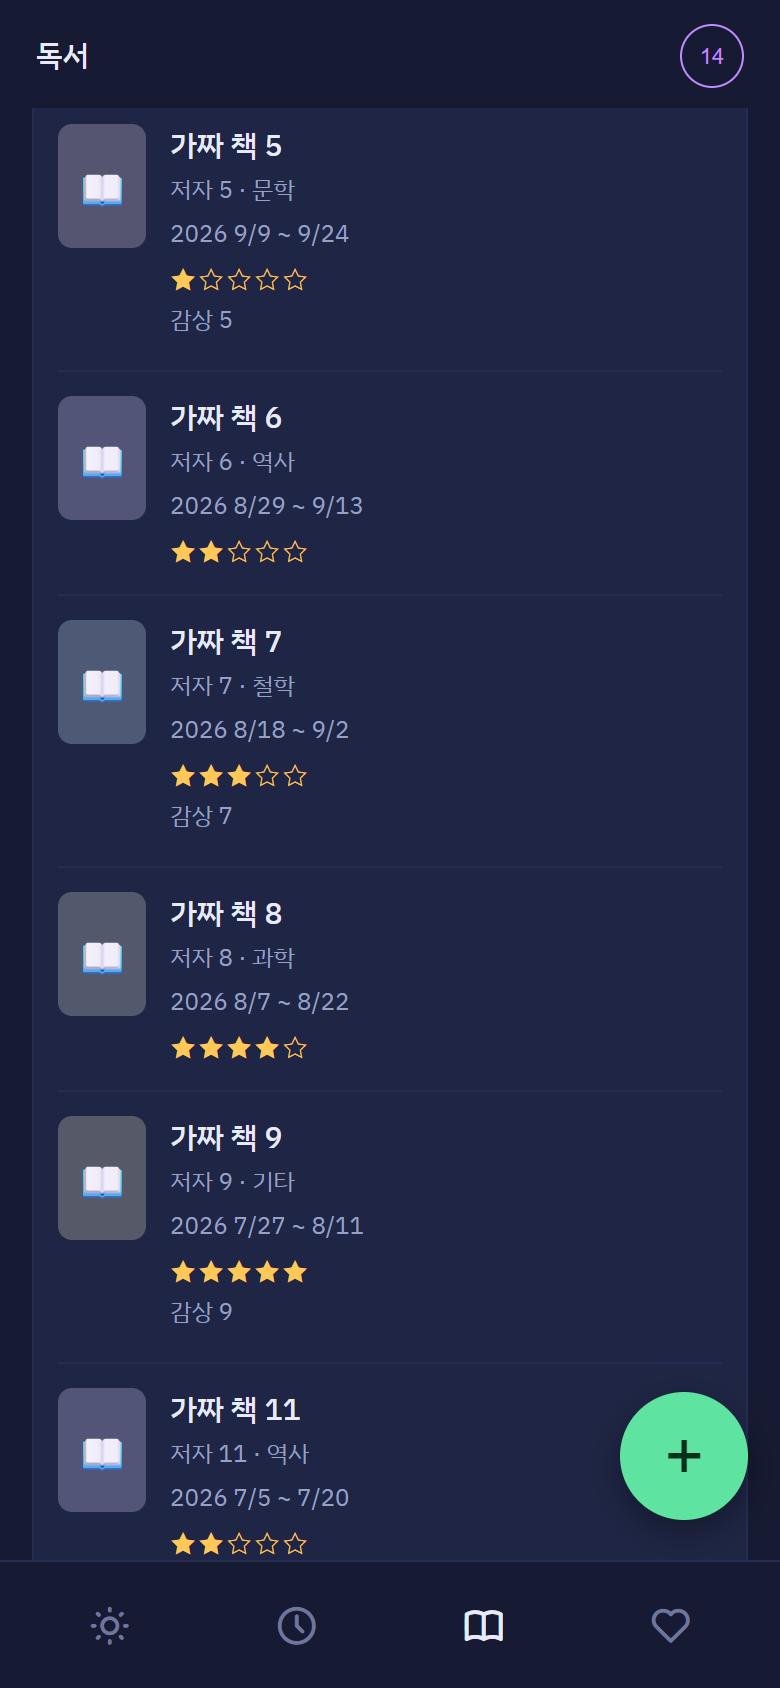 독서
14
가짜 책 5
저자 5 · 문학
2026 9/9 ~ 9/24
감상 5
가짜 책 6
저자 6 · 역사
2026 8/29 ~ 9/13
가짜 책 7
저자 7 · 철학
2026 8/18 ~ 9/2
감상 7
가짜 책 8
저자 8 · 과학
2026 8/7 ~ 8/22
가짜 책 9
저자 9 · 기타
2026 7/27 ~ 8/11
감상 9
가짜 책 11
저자 11 · 역사
2026 7/5 ~ 7/20